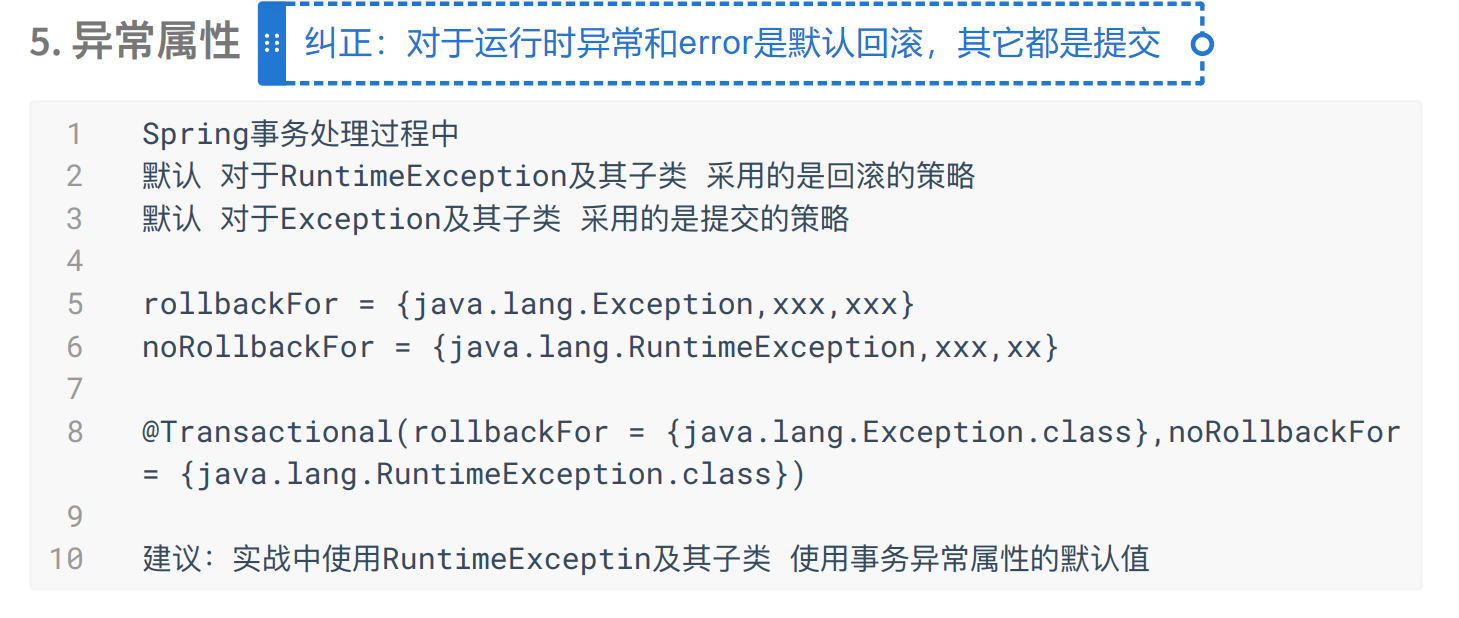 5. 异常属性 纠正：对于运行时异常和error是默认回滚，其它都是提交
1 Spring事务处理过程中
2 默认 对于RuntimeException及其子类 采用的是回滚的策略
3 默认 对于Exception及其子类 采用的是提交的策略
4
5 rollbackFor = {java.lang.Exception,xxx,xxx}
6 noRollbackFor = {java.lang.RuntimeException,xxx,xx}
7
8 @Transactional(rollbackFor = {java.lang.Exception.class},noRollbackFor
= {java.lang.RuntimeException.class})
9
10 建议：实战中使用RuntimeExceptin及其子类 使用事务异常属性的默认值